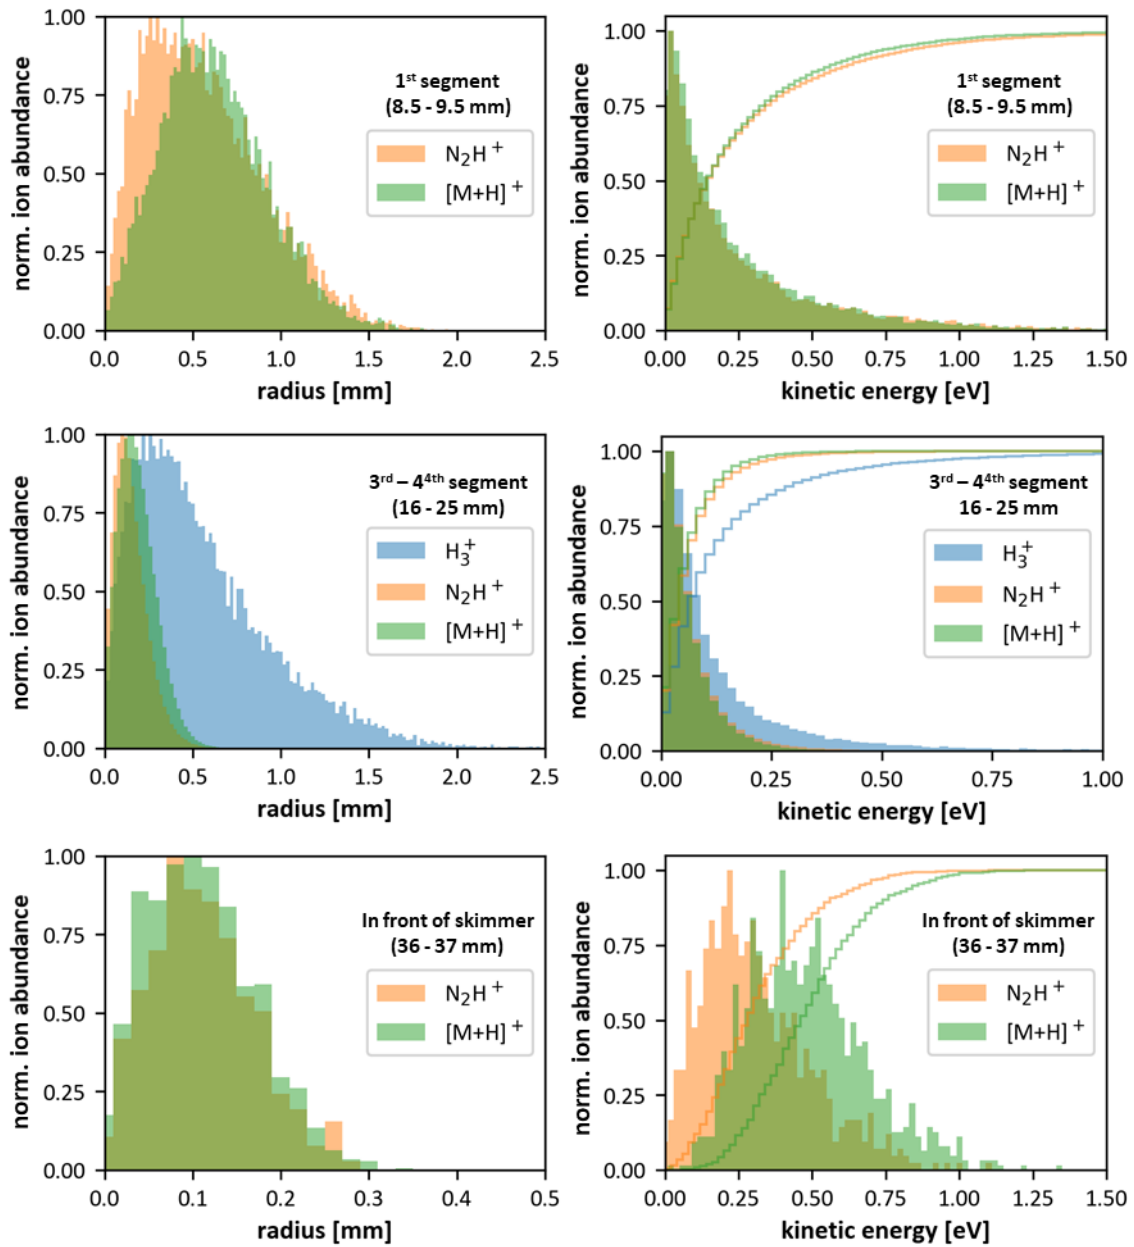 norm. ion abundance
1.00
0.75
0.50
0.25
0.00
1st segment
(8.5 - 9.5 mm)
N2H+
[M+H]+
0.0 0.5 1.0 1.5 2.0 2.5
radius [mm]
norm. ion abundance
1.00
0.75
0.50
0.25
0.00
1st segment
(8.5 - 9.5 mm)
N2H+
[M+H]+
0.00 0.25 0.50 0.75 1.00 1.25 1.50
kinetic energy [eV]
norm. ion abundance
1.00
0.75
0.50
0.25
0.00
3rd – 44th segment
(16 - 25 mm)
H3+
N2H+
[M+H]+
0.0 0.5 1.0 1.5 2.0 2.5
radius [mm]
norm. ion abundance
1.00
0.75
0.50
0.25
0.00
3rd – 44th segment
16 - 25 mm
H3+
N2H+
[M+H]+
0.00 0.25 0.50 0.75 1.00
kinetic energy [eV]
norm. ion abundance
1.00
0.75
0.50
0.25
0.00
In front of skimmer
(36 - 37 mm)
N2H+
[M+H]+
0.0 0.1 0.2 0.3 0.4 0.5
radius [mm]
norm. ion abundance
1.00
0.75
0.50
0.25
0.00
In front of skimmer
(36 - 37 mm)
N2H+
[M+H]+
0.00 0.25 0.50 0.75 1.00 1.25 1.50
kinetic energy [eV]